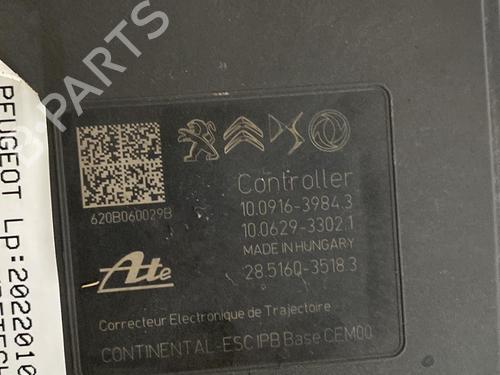 B-PARTS
PEUGEOT Lp:2022010
620B060029B
Controller
10.0916-3984.3
10.0629-3302.1
MADE IN HUNGARY
28.5160-3518.3
Ate
Correcteur Electronique de Trajectoire
CONTINENTAL-ESC IPB Base CEM00